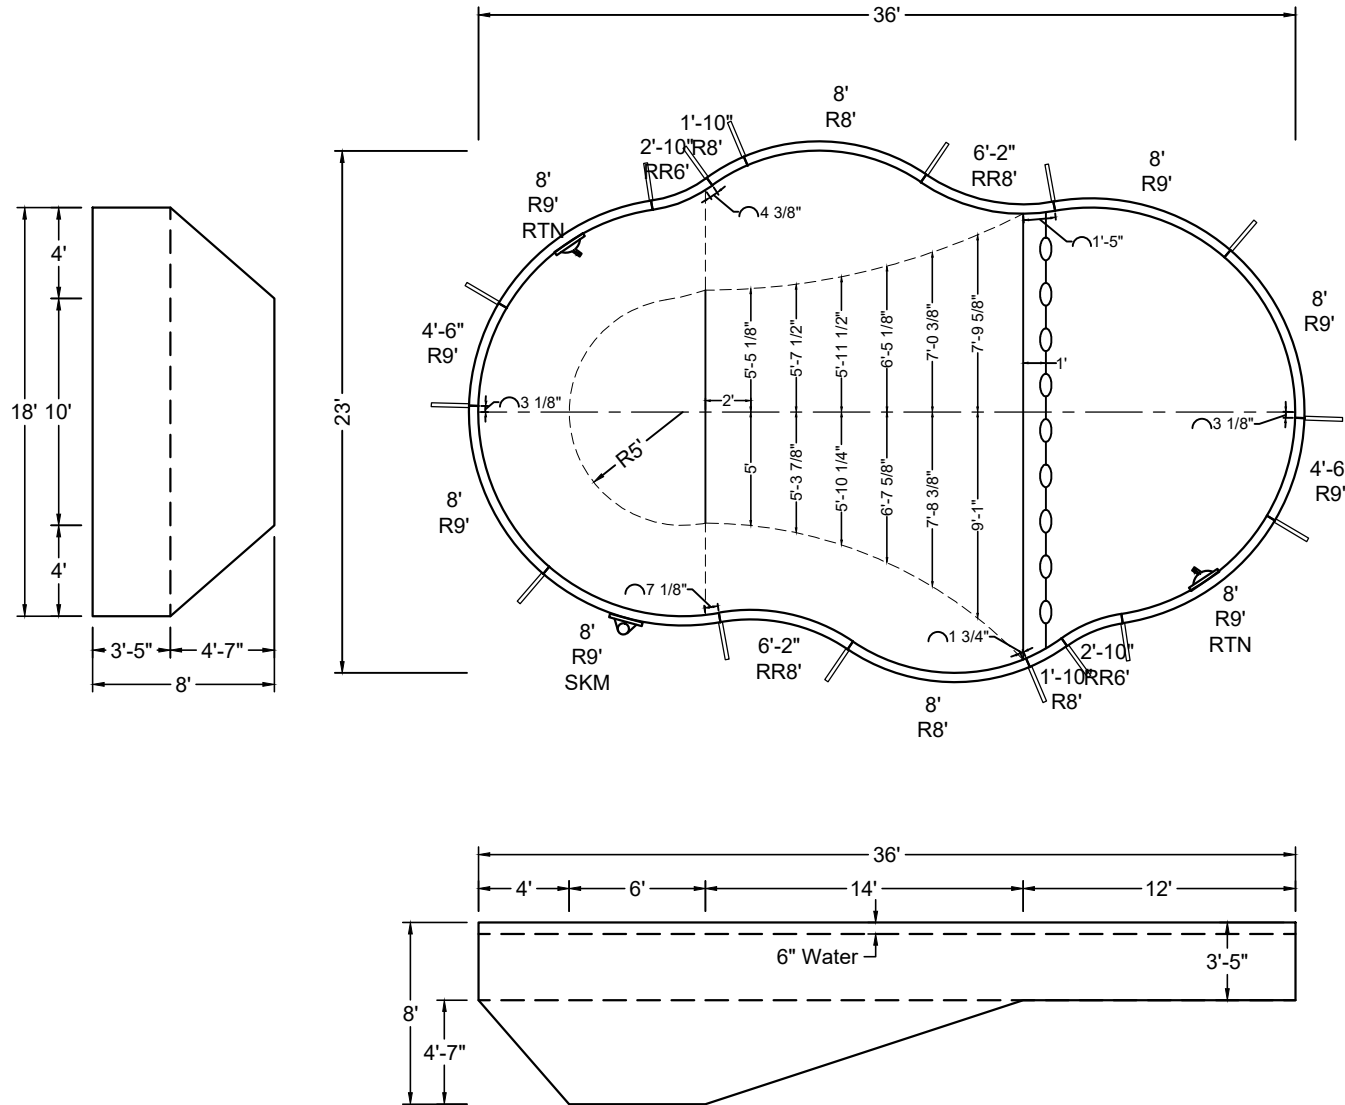 36'
8'
R8'
1'-10"
R8'
2'-10"
RR6'
6'-2"
RR8'
8'
R9'
8'
R9'
RTN
4 3/8"
1'-5"
4'
18'
10'
4'
3'-5"
4'-7"
8'
23'
4'-6"
R9'
8'
R9'
3 1/8"
2'
5'-5 1/8"
5'-7 1/2"
5'-11 1/2"
6'-5 1/8"
7'-0 3/8"
7'-9 5/8"
1'
3 1/8"
R5'
5'
5'-3 7/8"
5'-10 1/4"
6'-7 5/8"
7'-8 3/8"
9'-1"
4'-6
R9'
8'
R9'
7 1/8"
1 3/4"
8'
R9'
SKM
6'-2"
RR8'
8'
R8'
1'-10"
R8'
2'-10"
RR6'
8'
R9'
RTN
36'
4'
6'
14'
12'
6" Water
3'-5"
8'
4'-7"